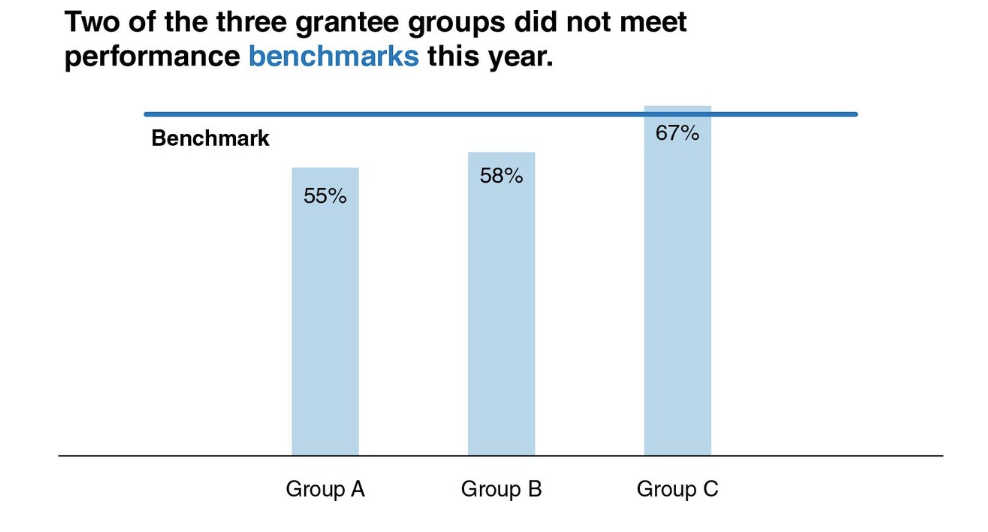 Two of the three grantee groups did not meet
performance benchmarks this year.
Benchmark
67%
58%
55%
Group A
Group B
Group C